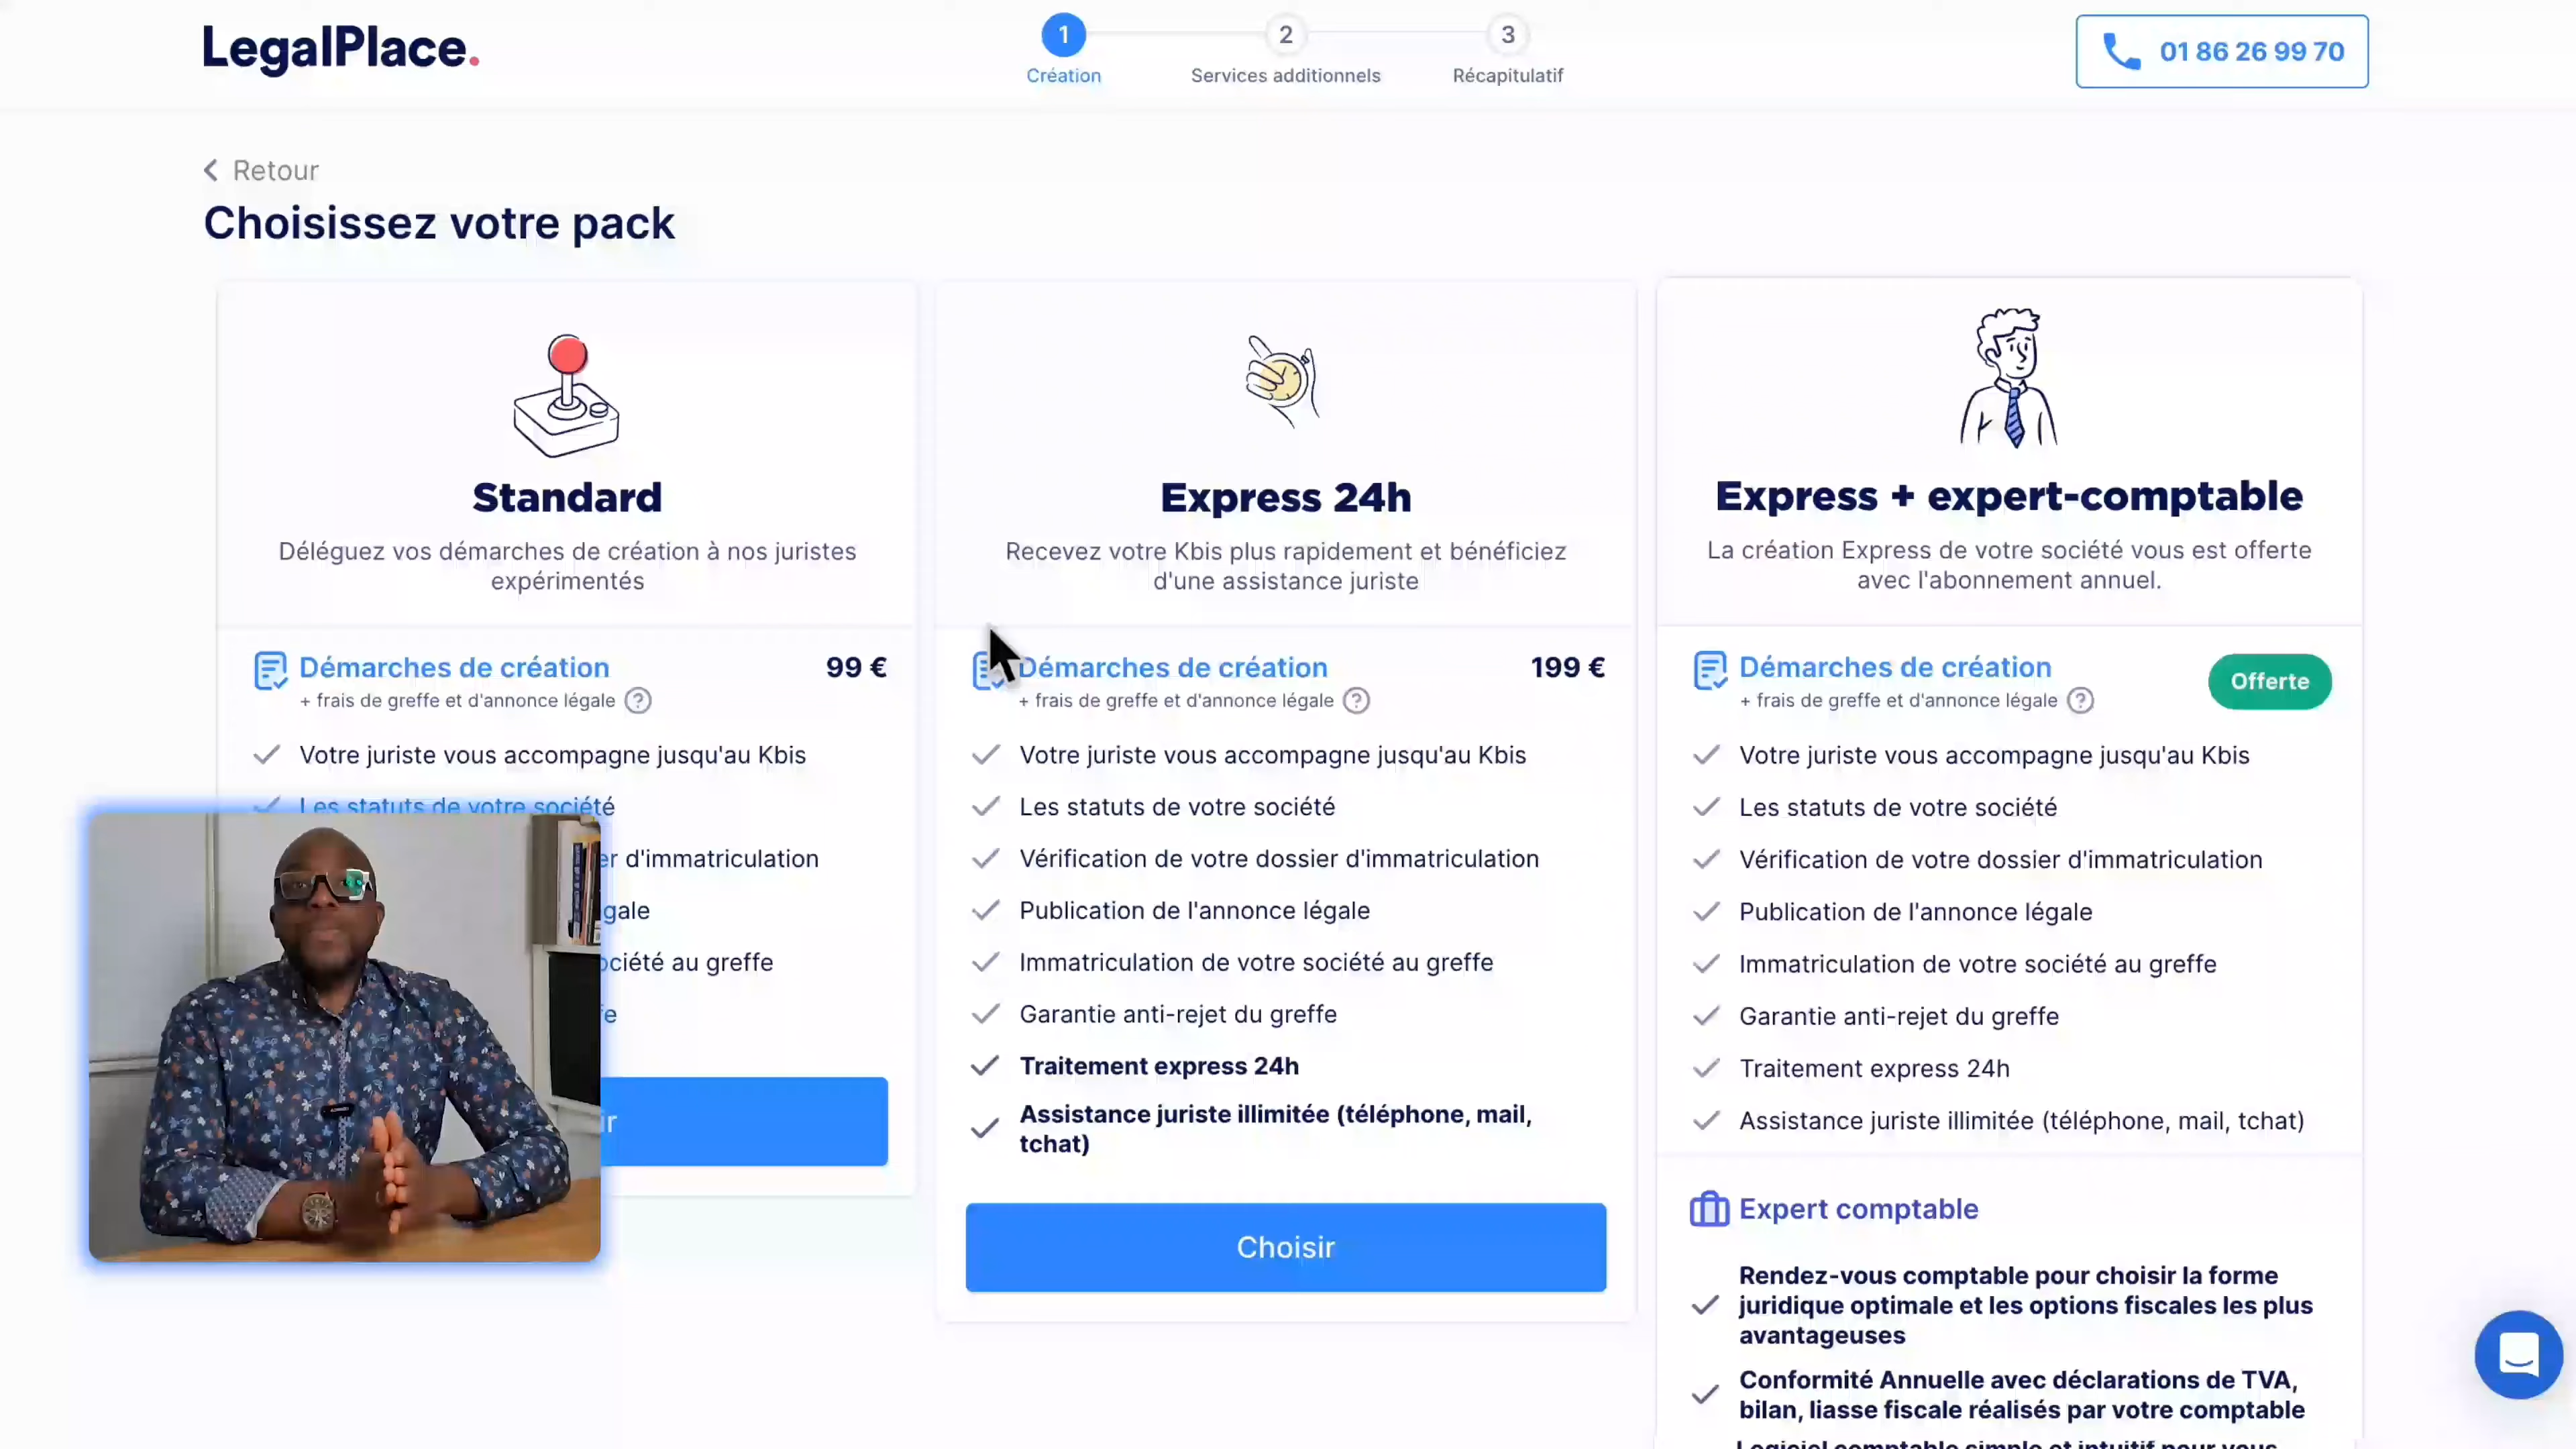 LegalPlace.
1
Création
2
Services additionnels
3
Récapitulatif
01 86 26 99 70
Retour
Choisissez votre pack
Standard
Déléguez vos démarches de création à nos juristes
expérimentés
Démarches de création
99 €
+ frais de greffe et d'annonce légale ?
Votre juriste vous accompagne jusqu'au Kbis
Les statuts de votre société
d'immatriculation
société au greffe
Express 24h
Recevez votre Kbis plus rapidement et bénéficiez
d'une assistance juriste
Démarches de création
199 €
+ frais de greffe et d'annonce légale ?
Votre juriste vous accompagne jusqu'au Kbis
Les statuts de votre société
Vérification de votre dossier d'immatriculation
Publication de l'annonce légale
Immatriculation de votre société au greffe
Garantie anti-rejet du greffe
Traitement express 24h
Assistance juriste illimitée (téléphone, mail,
tchat)
Choisir
Express + expert-comptable
La création Express de votre société vous est offerte
avec l'abonnement annuel.
Démarches de création
Offerte
+ frais de greffe et d'annonce légale ?
Votre juriste vous accompagne jusqu'au Kbis
Les statuts de votre société
Vérification de votre dossier d'immatriculation
Publication de l'annonce légale
Immatriculation de votre société au greffe
Garantie anti-rejet du greffe
Traitement express 24h
Assistance juriste illimitée (téléphone, mail, tchat)
Expert comptable
Rendez-vous comptable pour choisir la forme
juridique optimale et les options fiscales les plus
avantageuses
Conformité Annuelle avec déclarations de TVA,
bilan, liasse fiscale réalisés par votre comptable
Logiciel comptable simple et intuitif pour vous